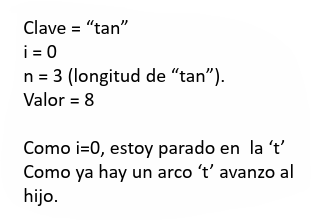 Clave = “tan”
i = 0
n = 3 (longitud de “tan”).
Valor = 8
Como i=0, estoy parado en la ‘t’
Como ya hay un arco ‘t’ avanzo al
hijo.